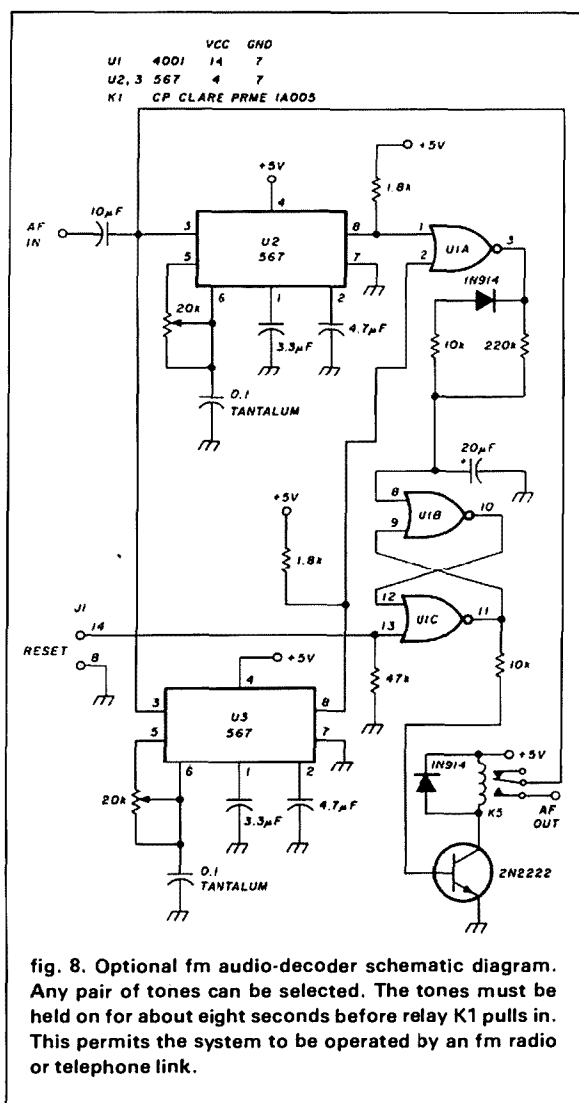 VCC GND
U1 4001 14 7
U2, 3 567 4 7
K1 CP CLARE PRME 1A005
+5V
+5V
1.8k
10µF
AF
IN
4
3
U2
567
8
1
U1A
3
2
5
7
6
1
2
1N914
20k
3.3µF
4.7µF
10k
220k
0.1
TANTALUM
20µF
+
+5V
8
U1B
10
9
1.8k
12
U1C
11
J1
14
13
RESET
8
+5V
47k
10k
4
3
U3
567
8
5
7
6
1
2
1N914
+5V
20k
3.3µF
4.7µF
K5
AF
OUT
0.1
TANTALUM
2N2222
fig. 8. Optional fm audio-decoder schematic diagram.
Any pair of tones can be selected. The tones must be
held on for about eight seconds before relay K1 pulls in.
This permits the system to be operated by an fm radio
or telephone link.